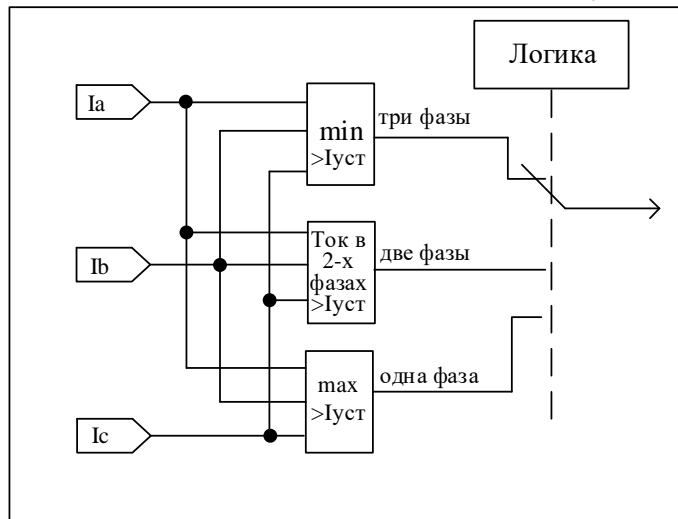 Логика
Ia
min
>Iуст
три фазы
Ib
Ток в
2-х
фазах
>Iуст
две фазы
max
>Iуст
одна фаза
Ic